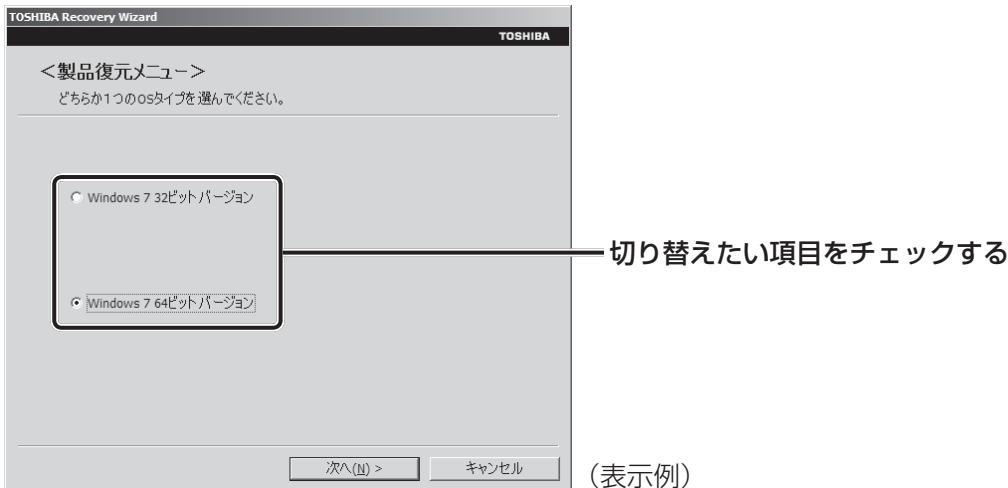 TOSHIBA Recovery Wizard
TOSHIBA
＜製品復元メニュー＞
どちらか1つのOSタイプを選んでください。
Windows 7 32ビットバージョン
切り替えたい項目をチェックする
Windows 7 64ビットバージョン
次へ(N) >
キャンセル
（表示例）